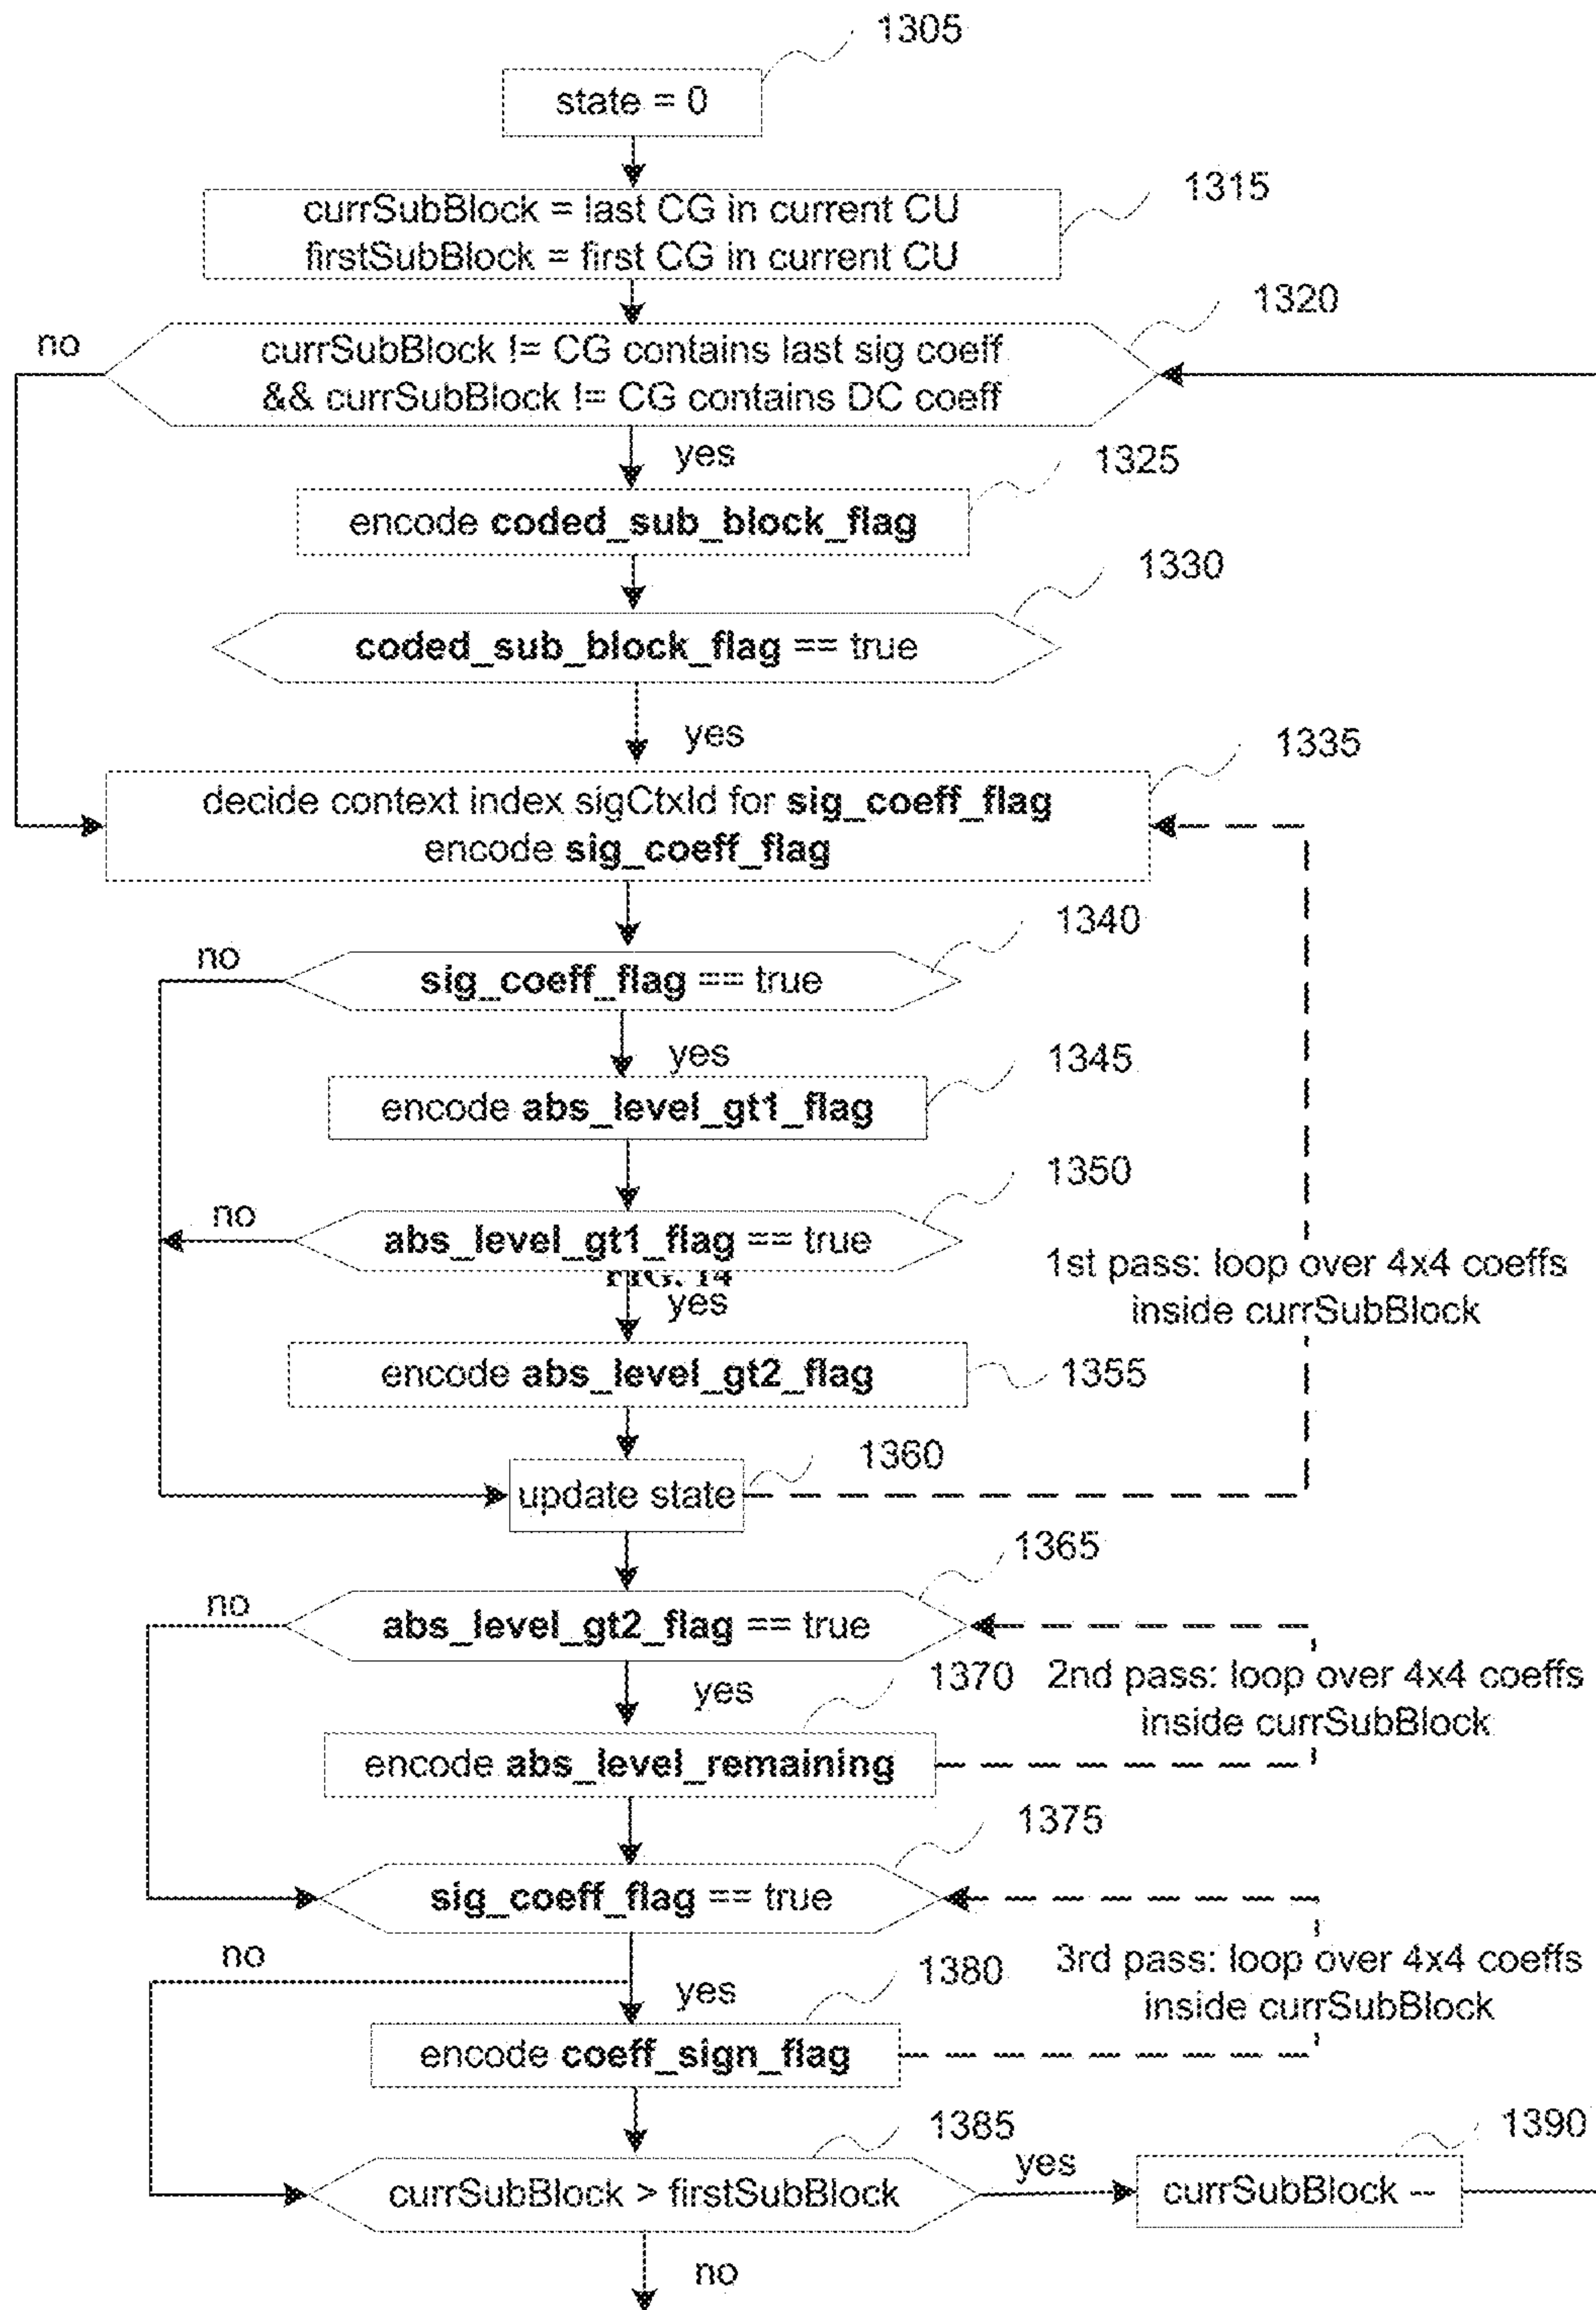 1305
state = 0
1315
currSubBlock = last CG in current CU
firstSubBlock = first CG in current CU
1320
no
currSubBlock != CG contains last sig coeff
&& currSubBlock != CG contains DC coeff
yes
1325
encode coded_sub_block_flag
1330
coded_sub_block_flag == true
yes
1335
decide context index sigCtxId for sig_coeff_flag
encode sig_coeff_flag
1340
no
sig_coeff_flag == true
yes
1345
encode abs_level_gt1_flag
1350
no
abs_level_gt1_flag == true
1st pass: loop over 4x4 coeffs
inside currSubBlock
FIG. 14
yes
encode abs_level_gt2_flag
1355
1360
update state
1365
no
abs_level_gt2_flag == true
yes
1370
2nd pass: loop over 4x4 coeffs
inside currSubBlock
encode abs_level_remaining
1375
sig_coeff_flag == true
no
yes
1380
3rd pass: loop over 4x4 coeffs
inside currSubBlock
encode coeff_sign_flag
1385
currSubBlock > firstSubBlock
yes
1390
currSubBlock --
no